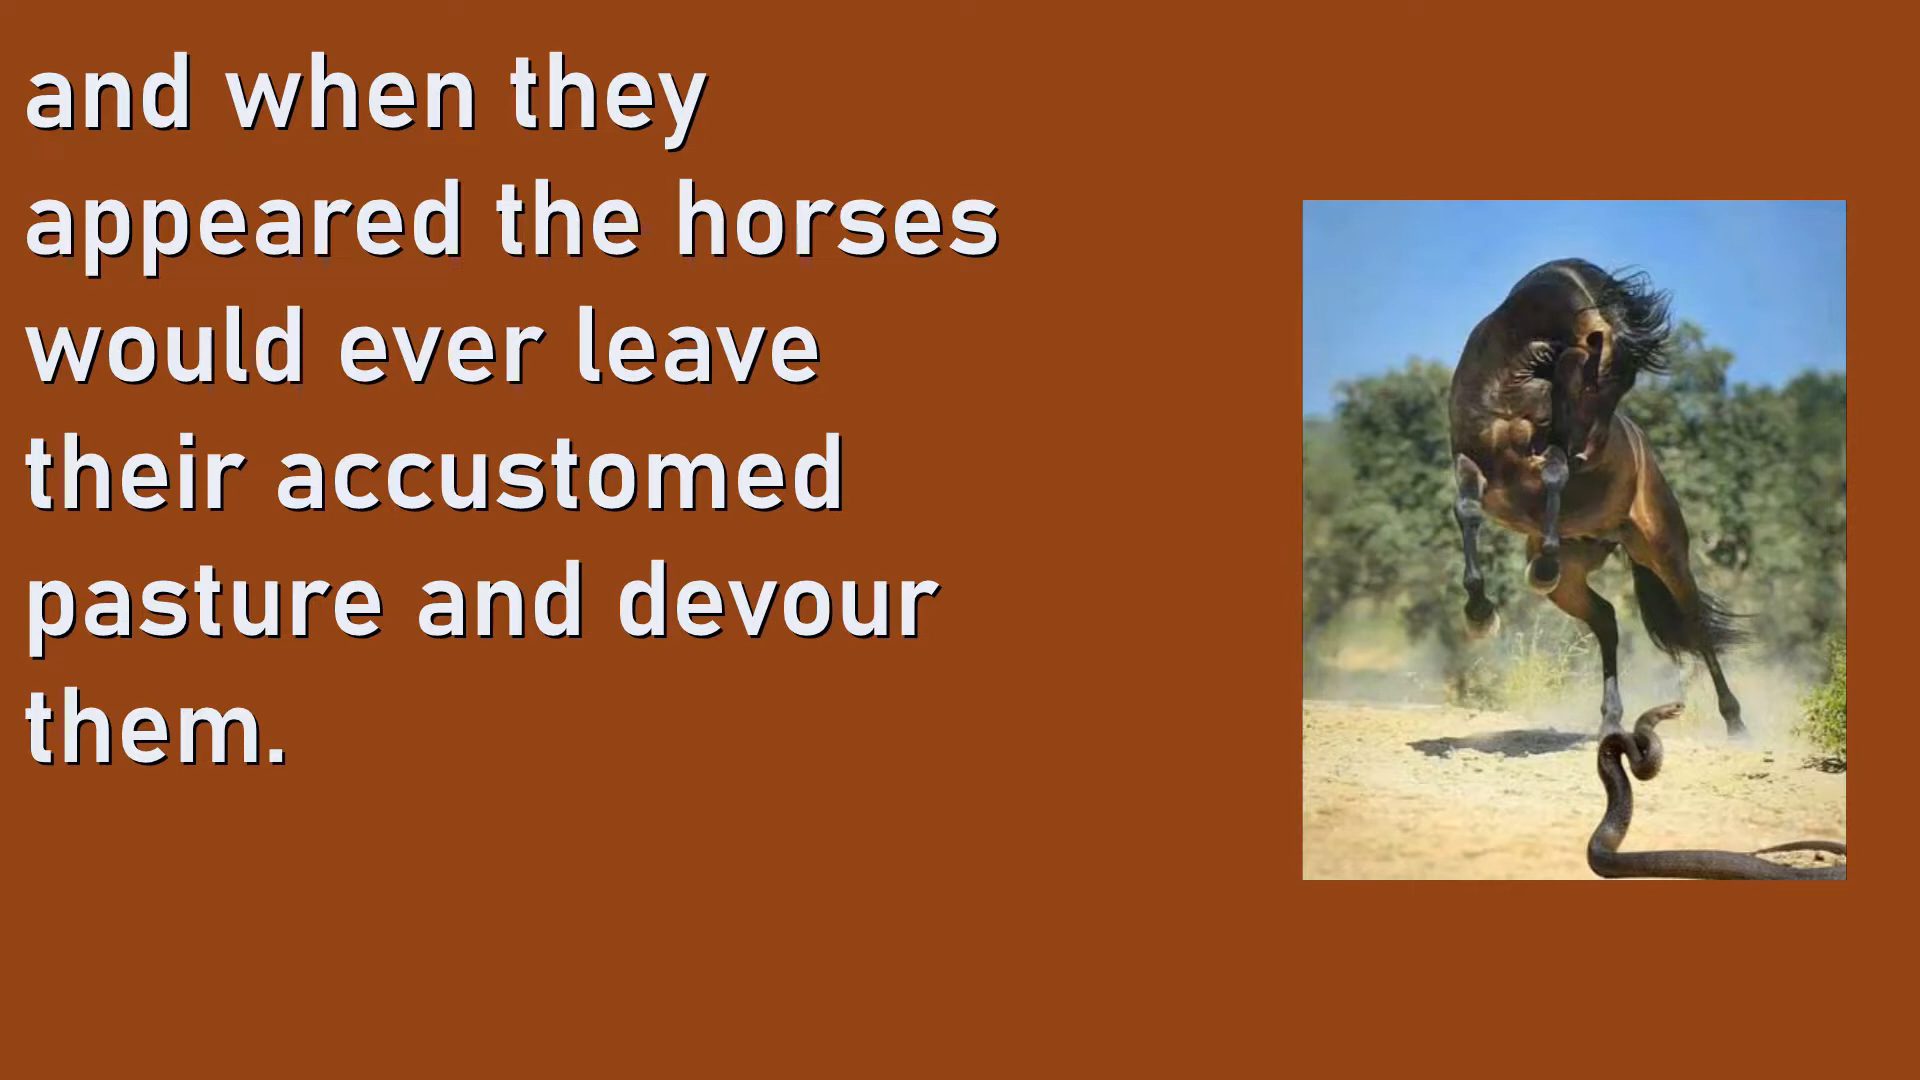 and when they
appeared the horses
would ever leave
their accustomed
pasture and devour
them.